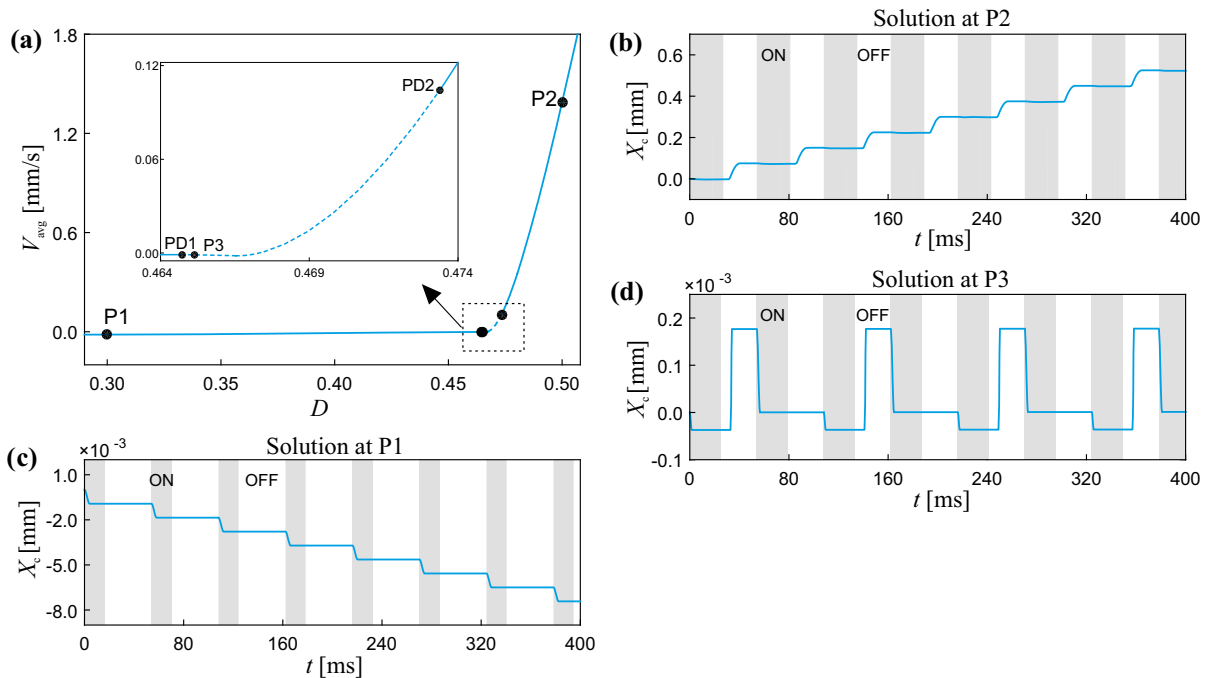 (a)
1.8
1.2
0.6
0.0
V_avg [mm/s]
0.12
0.06
0.00
PD2
PD1
P3
0.464
0.469
0.474
P1
P2
0.30
0.35
0.40
0.45
0.50
D
Solution at P2
(b)
ON
OFF
0.6
0.4
0.2
0.0
X_c [mm]
0
80
160
240
320
400
t [ms]
Solution at P1
(c)
×10 -3
ON
OFF
1.0
-2.0
-5.0
-8.0
X_c [mm]
0
80
160
240
320
400
t [ms]
Solution at P3
(d)
×10 -3
ON
OFF
0.2
0.1
0.0
-0.1
X_c [mm]
0
80
160
240
320
400
t [ms]